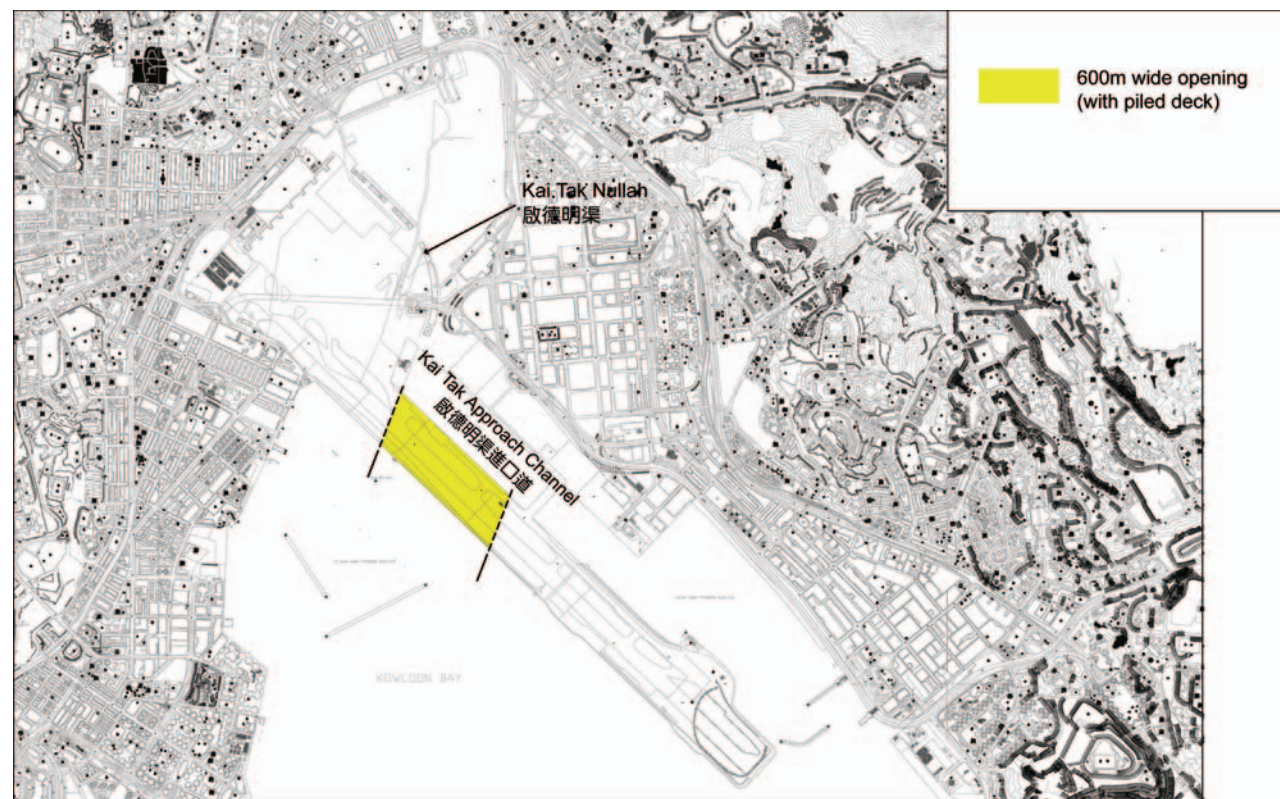 600m wide opening
(with piled deck)
Kai Tak Nullah
啟德明渠
Kai Tak Approach Channel
啟德明渠進口道
KOWLOON BAY